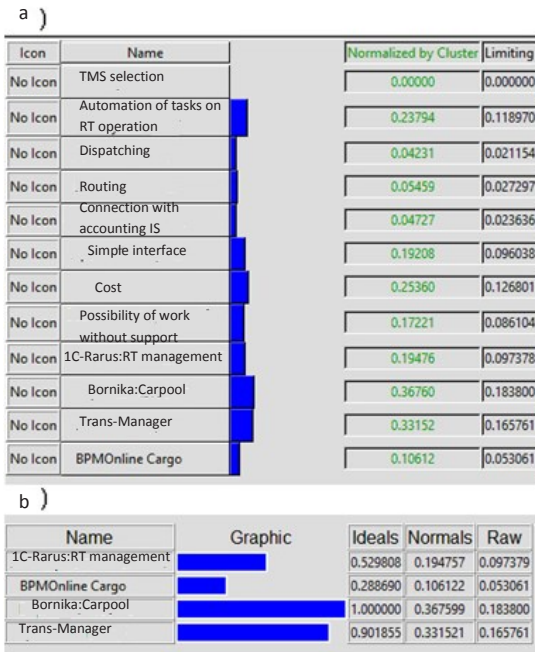 a )
Icon Name Normalized by Cluster Limiting
No Icon TMS selection 0.00000 0.000000
No Icon Automation of tasks on RT operation 0.23794 0.118970
No Icon Dispatching 0.04231 0.021154
No Icon Routing 0.05459 0.027297
No Icon Connection with accounting IS 0.04727 0.023636
No Icon Simple interface 0.19208 0.096038
No Icon Cost 0.25360 0.126801
No Icon Possibility of work without support 0.17221 0.086104
No Icon 1C-Rarus:RT management 0.19476 0.097378
No Icon Bornika:Carpool 0.36760 0.183800
No Icon Trans-Manager 0.33152 0.165761
No Icon BPMOnline Cargo 0.10612 0.053061
b )
Name Graphic Ideals Normals Raw
1C-Rarus:RT management 0.529808 0.194757 0.097379
BPMOnline Cargo 0.288690 0.106122 0.053061
Bornika:Carpool 1.000000 0.367599 0.183800
Trans-Manager 0.901855 0.331521 0.165761